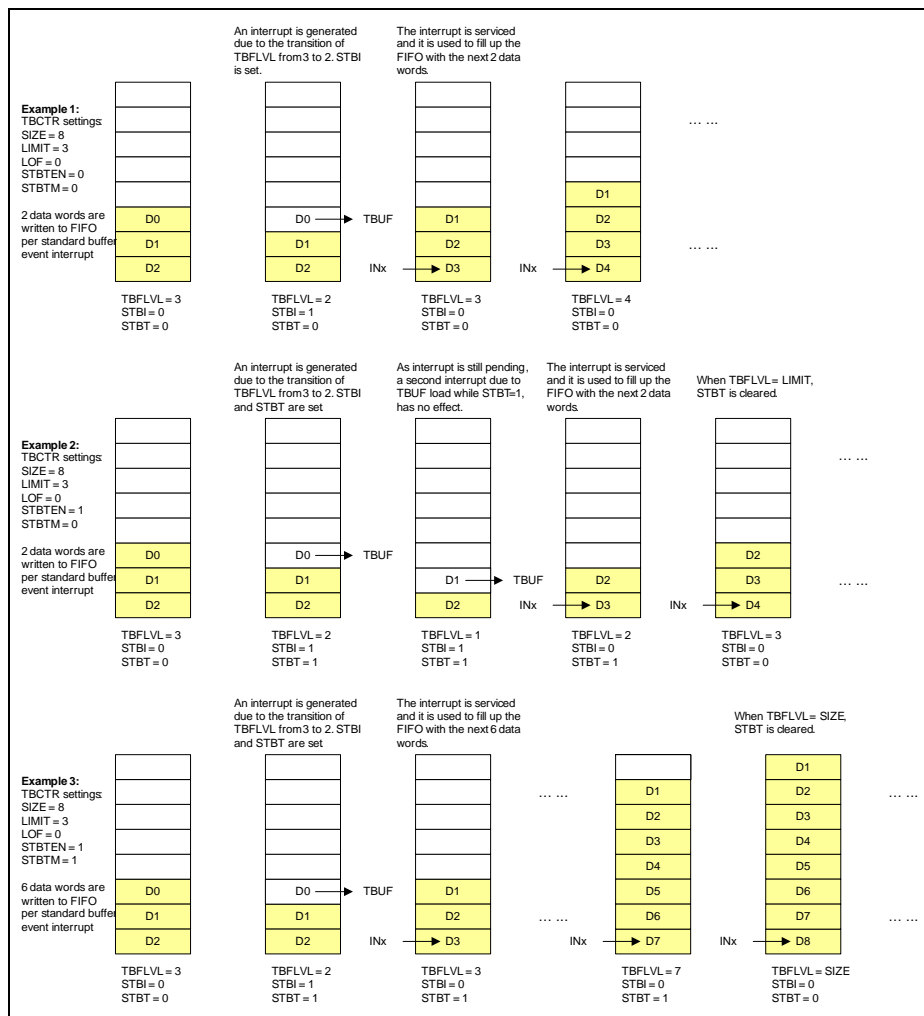 An interrupt is generated
due to the transition of
TBFLVL from 3 to 2. STBI
is set.
The interrupt is serviced
and it is used to fill up the
FIFO with the next 2 data
words.
Example 1:
TBCTR settings:
SIZE = 8
LIMIT = 3
LOF = 0
STBTEN = 0
STBTM = 0
2 data words are
written to FIFO
per standard buffer
event interrupt
D0
D1
D2
D0
TBUF
D1
D2
D1
D2
INx
D3
D1
D2
D3
INx
D4
... ...
... ...
TBFLVL = 3
STBI = 0
STBT = 0
TBFLVL = 2
STBI = 1
STBT = 0
TBFLVL = 3
STBI = 0
STBT = 0
TBFLVL = 4
STBI = 0
STBT = 0
An interrupt is generated
due to the transition of
TBFLVL from 3 to 2. STBI
and STBT are set
As interrupt is still pending,
a second interrupt due to
TBUF load while STBT=1,
has no effect.
The interrupt is serviced
and it is used to fill up the
FIFO with the next 2 data
words.
When TBFLVL = LIMIT,
STBT is cleared.
Example 2:
TBCTR settings:
SIZE = 8
LIMIT = 3
LOF = 0
STBTEN = 1
STBTM = 0
2 data words are
written to FIFO
per standard buffer
event interrupt
D0
D1
D2
D0
TBUF
D1
D2
D1
TBUF
D2
D2
INx
D3
D2
D3
INx
D4
... ...
... ...
TBFLVL = 3
STBI = 0
STBT = 0
TBFLVL = 2
STBI = 1
STBT = 1
TBFLVL = 1
STBI = 1
STBT = 1
TBFLVL = 2
STBI = 0
STBT = 1
TBFLVL = 3
STBI = 0
STBT = 0
An interrupt is generated
due to the transition of
TBFLVL from 3 to 2. STBI
and STBT are set
The interrupt is serviced
and it is used to fill up the
FIFO with the next 6 data
words.
When TBFLVL = SIZE,
STBT is cleared.
Example 3:
TBCTR settings:
SIZE = 8
LIMIT = 3
LOF = 0
STBTEN = 1
STBTM = 1
6 data words are
written to FIFO
per standard buffer
event interrupt
D0
D1
D2
D0
TBUF
D1
D2
D1
D2
INx
D3
... ...
... ...
D1
D2
D3
D4
D5
D6
INx
D7
D1
D2
D3
D4
D5
D6
D7
INx
D8
... ...
... ...
TBFLVL = 3
STBI = 0
STBT = 0
TBFLVL = 2
STBI = 1
STBT = 1
TBFLVL = 3
STBI = 0
STBT = 1
TBFLVL = 7
STBI = 0
STBT = 1
TBFLVL = SIZE
STBI = 0
STBT = 0